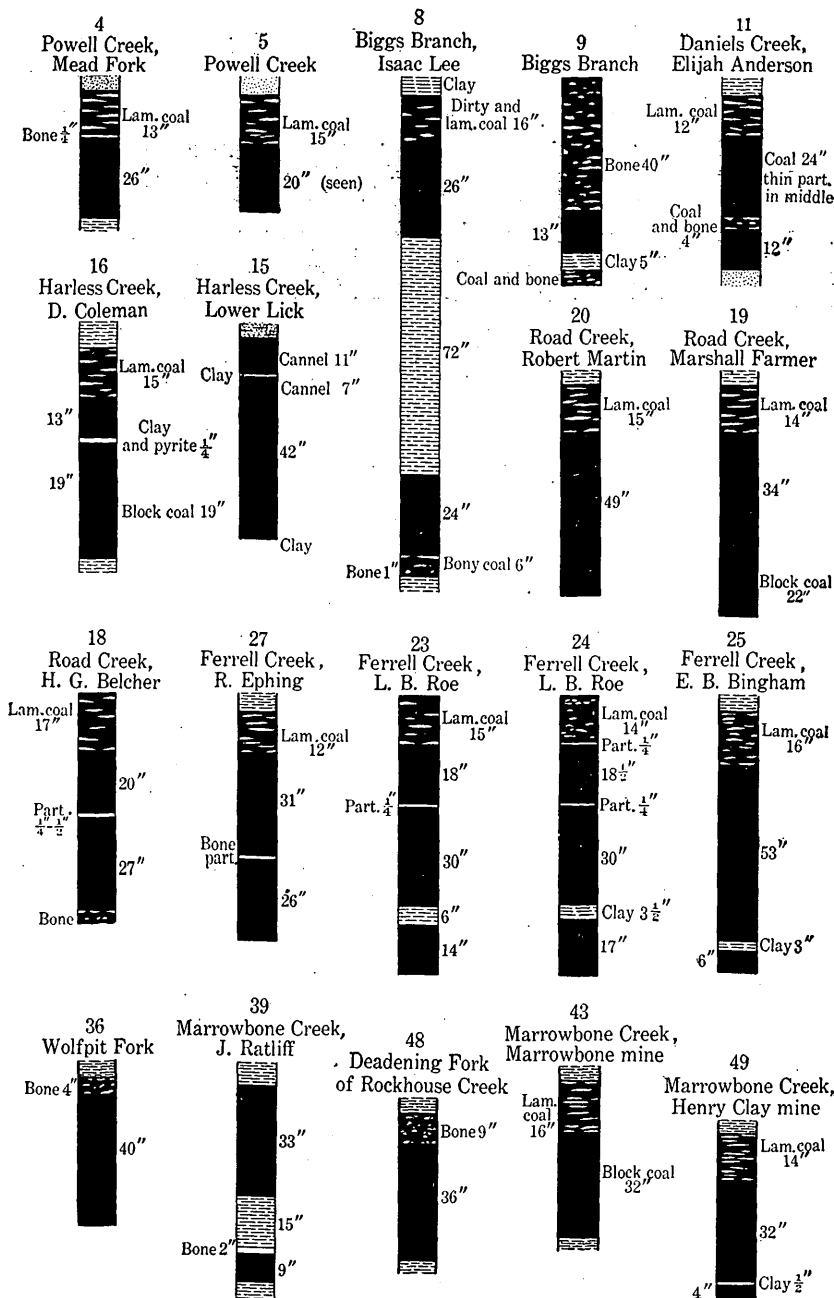 4
Powell Creek,
Mead Fork
Lam. coal
13″
Bone ¼″
26″
5
Powell Creek
Lam. coal
15″
20″ (seen)
8
Biggs Branch,
Isaac Lee
Clay
Dirty and
lam. coal 16″
26″
72″
24″
Bone 1″
Bony coal 6″
9
Biggs Branch
Bone 40″
13″
Clay 5″
Coal and bone
11
Daniels Creek,
Elijah Anderson
Lam. coal
12″
Coal 24″
thin part.
in middle
Coal
and bone
4″
12″
16
Harless Creek,
D. Coleman
Lam. coal
15″
13″
Clay
and pyrite ¼″
19″
Block coal 19″
15
Harless Creek,
Lower Lick
Cannel 11″
Clay
Cannel 7″
42″
Clay
20
Road Creek,
Robert Martin
Lam. coal
15″
49″
19
Road Creek,
Marshall Farmer
Lam. coal
14″
34″
Block coal
22″
18
Road Creek,
H. G. Belcher
Lam. coal
17″
20″
Part.
¼″-½″
27″
Bone
27
Ferrell Creek,
R. Ephing
Lam. coal
12″
31″
Bone
part.
26″
23
Ferrell Creek,
L. B. Roe
Lam. coal
15″
18″
Part. ¼″
30″
6″
14″
24
Ferrell Creek,
L. B. Roe
Lam. coal
14″
Part. ¼″
18½″
Part. ¼″
30″
Clay 3½″
17″
25
Ferrell Creek,
E. B. Bingham
Lam. coal
16″
53″
Clay 3″
6″
36
Wolfpit Fork
Bone 4″
40″
39
Marrowbone Creek,
J. Ratliff
33″
15″
Bone 2″
9″
48
Deadening Fork
of Rockhouse Creek
Bone 9″
36″
43
Marrowbone Creek,
Marrowbone mine
Lam.
coal
16″
Block coal
32″
49
Marrowbone Creek,
Henry Clay mine
Lam. coal
14″
32″
Clay ½″
4″